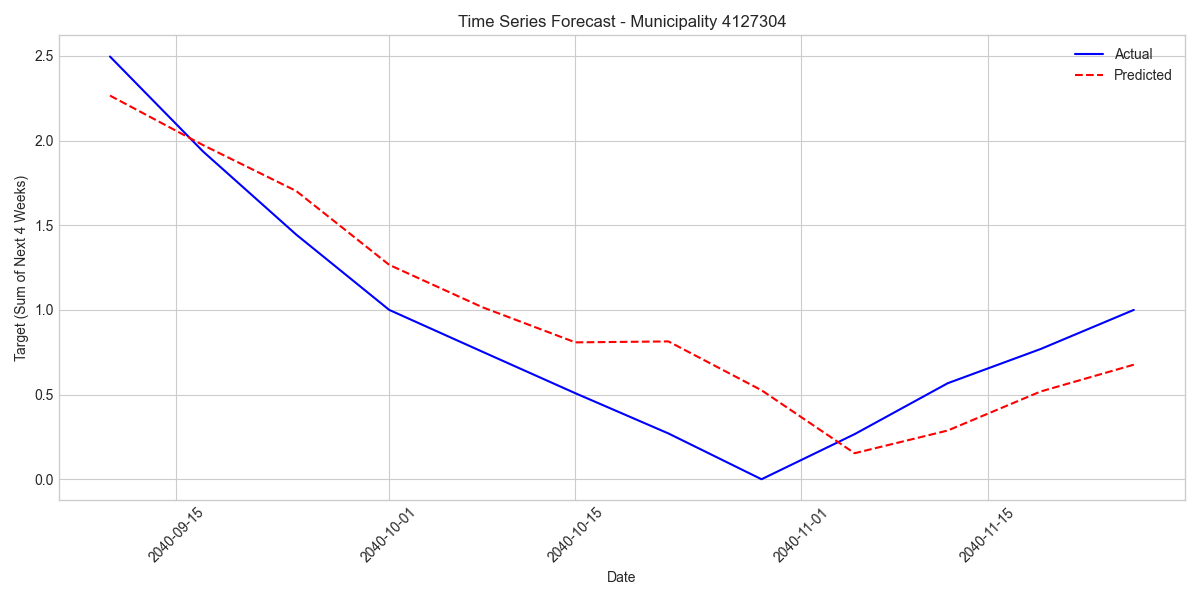 Time Series Forecast - Municipality 4127304
Actual
Predicted
Target (Sum of Next 4 Weeks)
2.5
2.0
1.5
1.0
0.5
0.0
2040-09-15
2040-10-01
2040-10-15
2040-11-01
2040-11-15
Date